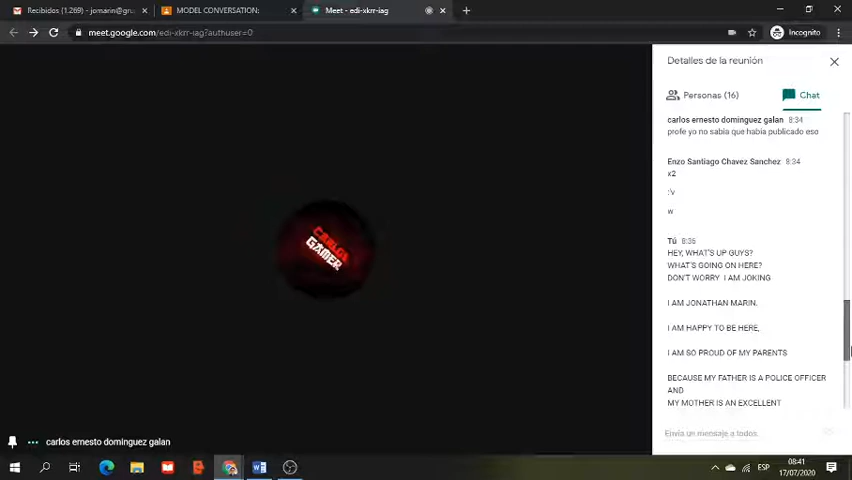 Recibidos (1.269) - jomarin@gn
MODEL CONVERSATION:
Meet - edi-xkrr-iag
meet.google.com/edi-xkrr-iag?authuser=0
Incognito
Detalles de la reunión
Personas (16)
Chat
carlos ernesto dominguez galan 8:34
profe yo no sabia que habia publicado eso
Enzo Santiago Chavez Sanchez 8:34
x2
:'v
w
Tú 8:36
HEY, WHAT'S UP GUYS?
WHAT'S GOING ON HERE?
DON'T WORRY I AM JOKING
I AM JONATHAN MARIN.
I AM HAPPY TO BE HERE,
I AM SO PROUD OF MY PARENTS
BECAUSE MY FATHER IS A POLICE OFFICER
AND
MY MOTHER IS AN EXCELLENT
Envía un mensaje a todos.
CARLOS
GAMER
carlos ernesto dominguez galan
ESP
08:41
17/07/2020